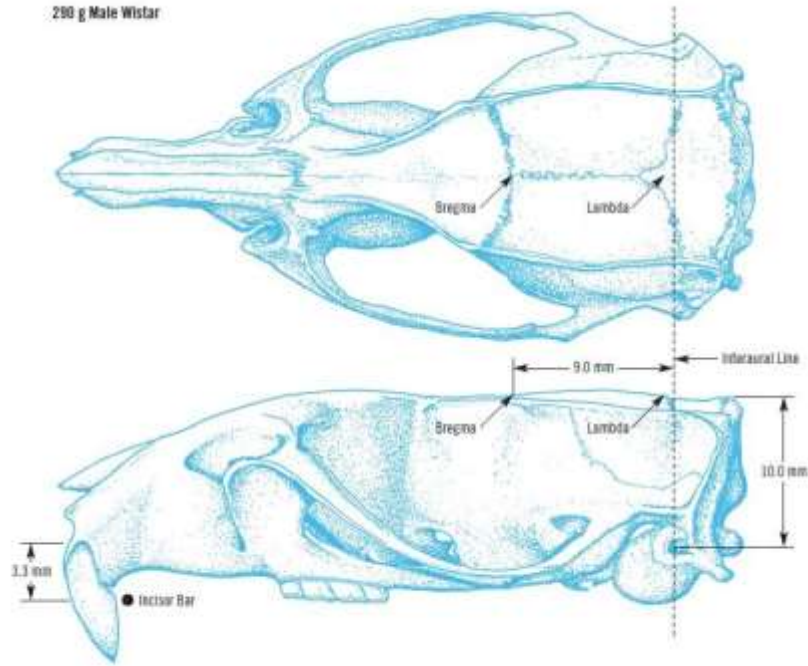 290 g Male Wistar
Bregma
Lambda
9.0 mm
Interaural Line
Bregma
Lambda
10.0 mm
3.3 mm
Incisor Bar